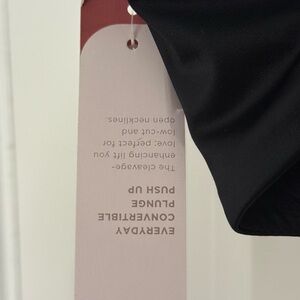 EVERYDAY
CONVERTIBLE
PLUNGE
PUSH UP
The cleavage-
enhancing lift you
love; perfect for
low-cut and
open necklines.